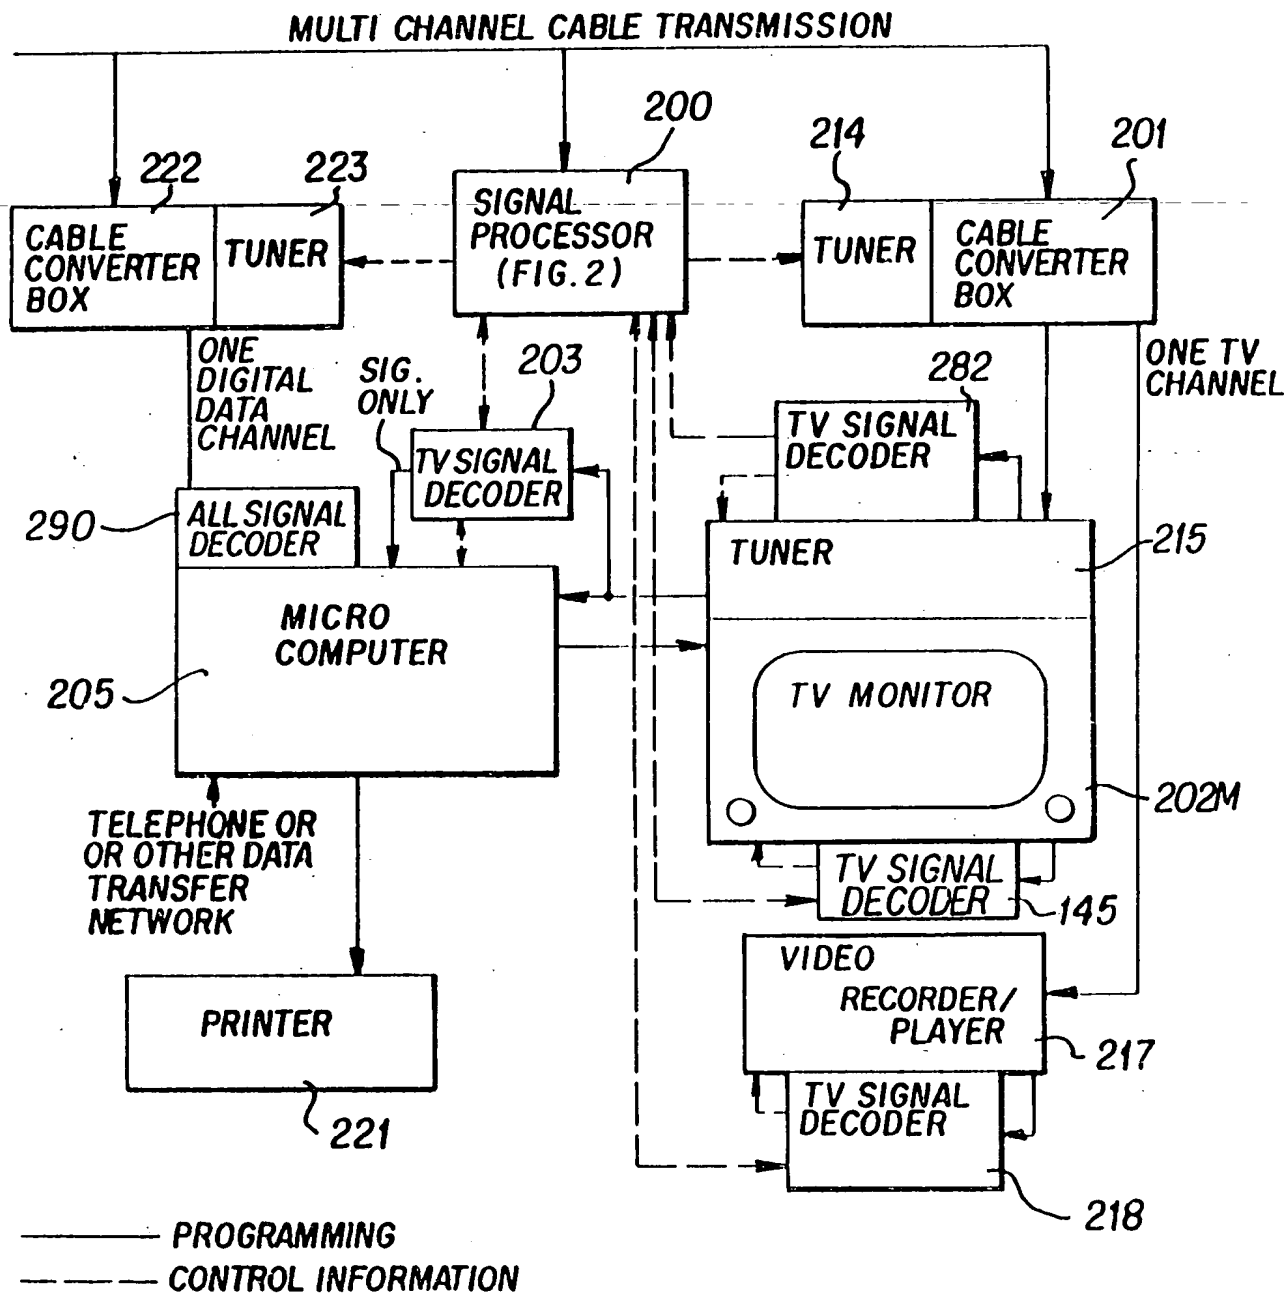 MULTI CHANNEL CABLE TRANSMISSION
200
214
201
222
223
CABLE
CONVERTER
BOX
TUNER
SIGNAL
PROCESSOR
(FIG. 2)
TUNER
CABLE
CONVERTER
BOX
ONE
DIGITAL
DATA
CHANNEL
SIG.
ONLY
203
282
ONE TV
CHANNEL
TV SIGNAL
DECODER
TV SIGNAL
DECODER
290
ALL SIGNAL
DECODER
TUNER
215
MICRO
COMPUTER
205
TV MONITOR
202M
TELEPHONE OR
OR OTHER DATA
TRANSFER
NETWORK
TV SIGNAL
DECODER
145
VIDEO
RECORDER/
PLAYER
217
PRINTER
221
TV SIGNAL
DECODER
218
PROGRAMMING
CONTROL INFORMATION